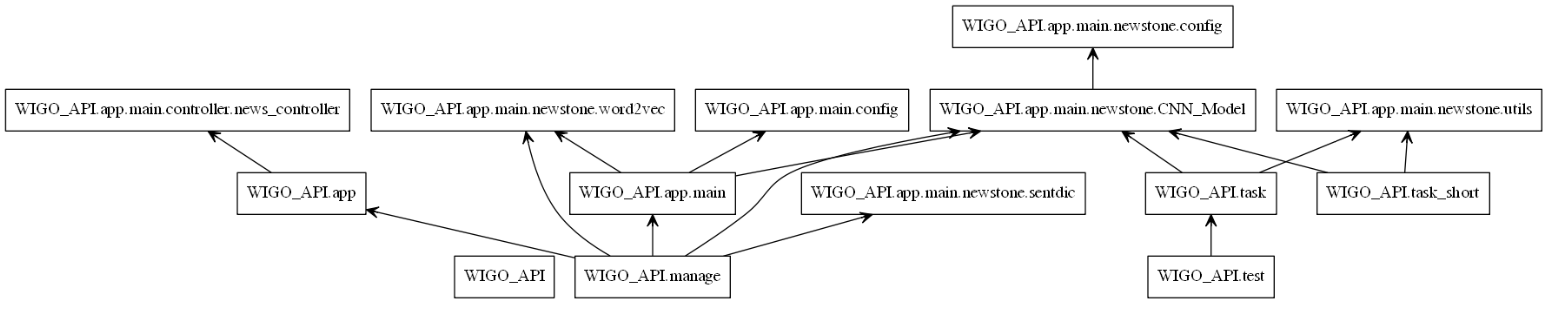 WIGO_API.app.main.newstone.config
WIGO_API.app.main.controller.news_controller
WIGO_API.app.main.newstone.word2vec
WIGO_API.app.main.config
WIGO_API.app.main.newstone.CNN_Model
WIGO_API.app.main.newstone.utils
WIGO_API.app
WIGO_API.app.main
WIGO_API.app.main.newstone.sentdic
WIGO_API.task
WIGO_API.task_short
WIGO_API
WIGO_API.manage
WIGO_API.test